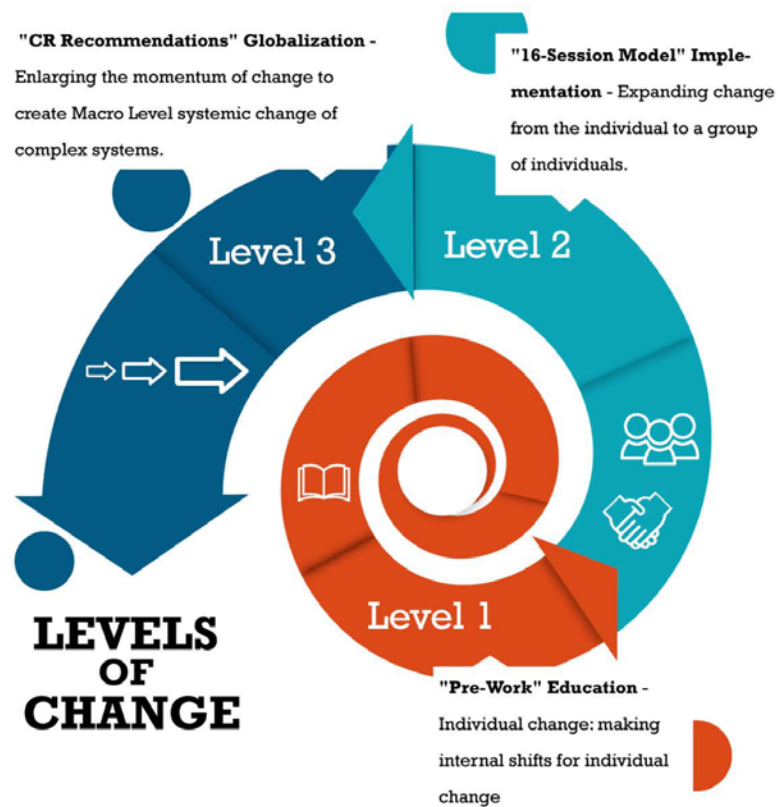 "CR Recommendations" Globalization -
Enlarging the momentum of change to
create Macro Level systemic change of
complex systems.
"16-Session Model" Imple-
mentation - Expanding change
from the individual to a group
of individuals.
Level 3
Level 2
Level 1
LEVELS
OF
CHANGE
"Pre-Work" Education -
Individual change: making
internal shifts for individual
change